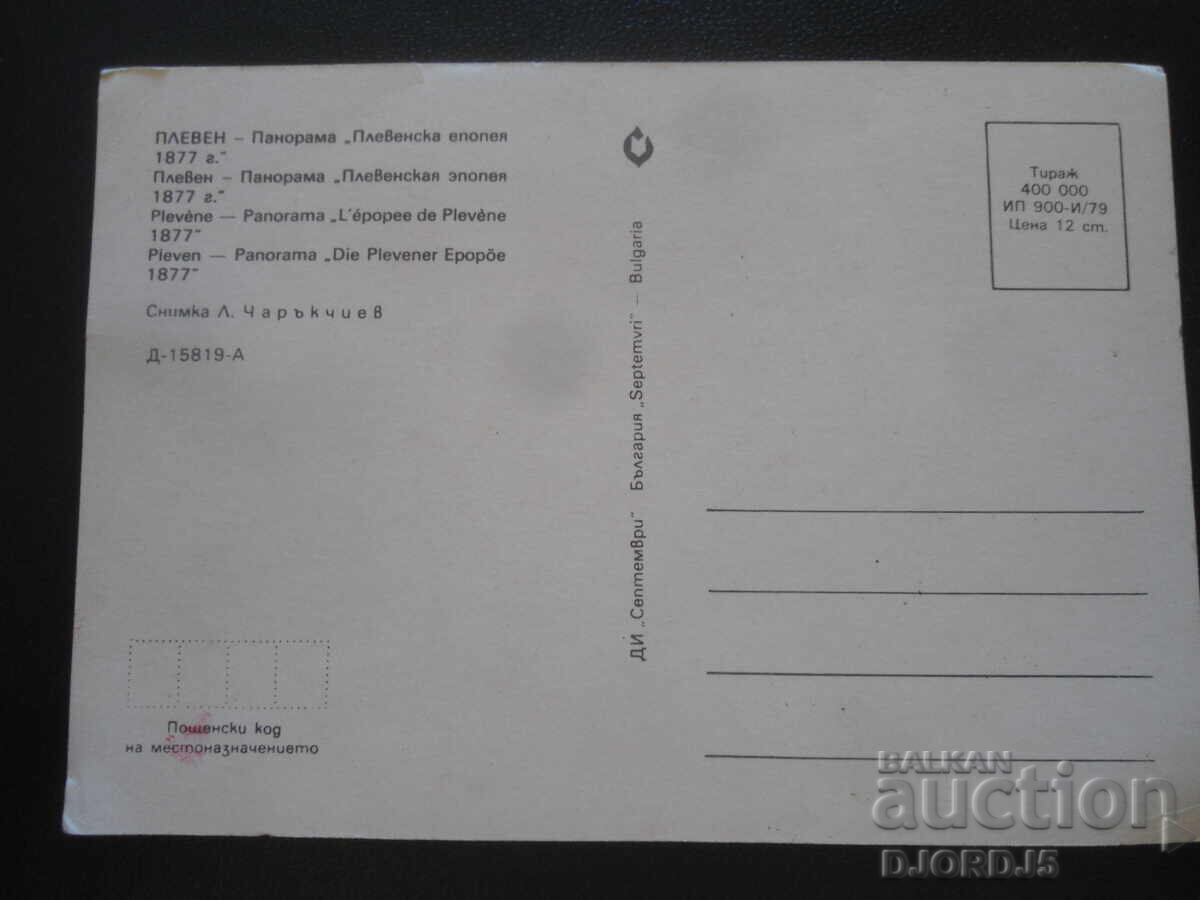 ПЛЕВЕН – Панорама „Плевенска епопея
1877 г.“
Плевен – Панорама „Плевенская эпопея
1877 г.“
Plevène — Panorama „L'épopee de Plevène
1877“
Pleven — Panorama „Die Plevener Epopöe
1877“
Снимка Л. Чаръкчиев
Д-15819-А
Пощенски код
на местоназначението
ДИ „Септември“ България „Septemvri“ — Bulgaria
Тираж
400 000
ИП 900-И/79
Цена 12 ст.
BALKAN
auction
DJORDJ5